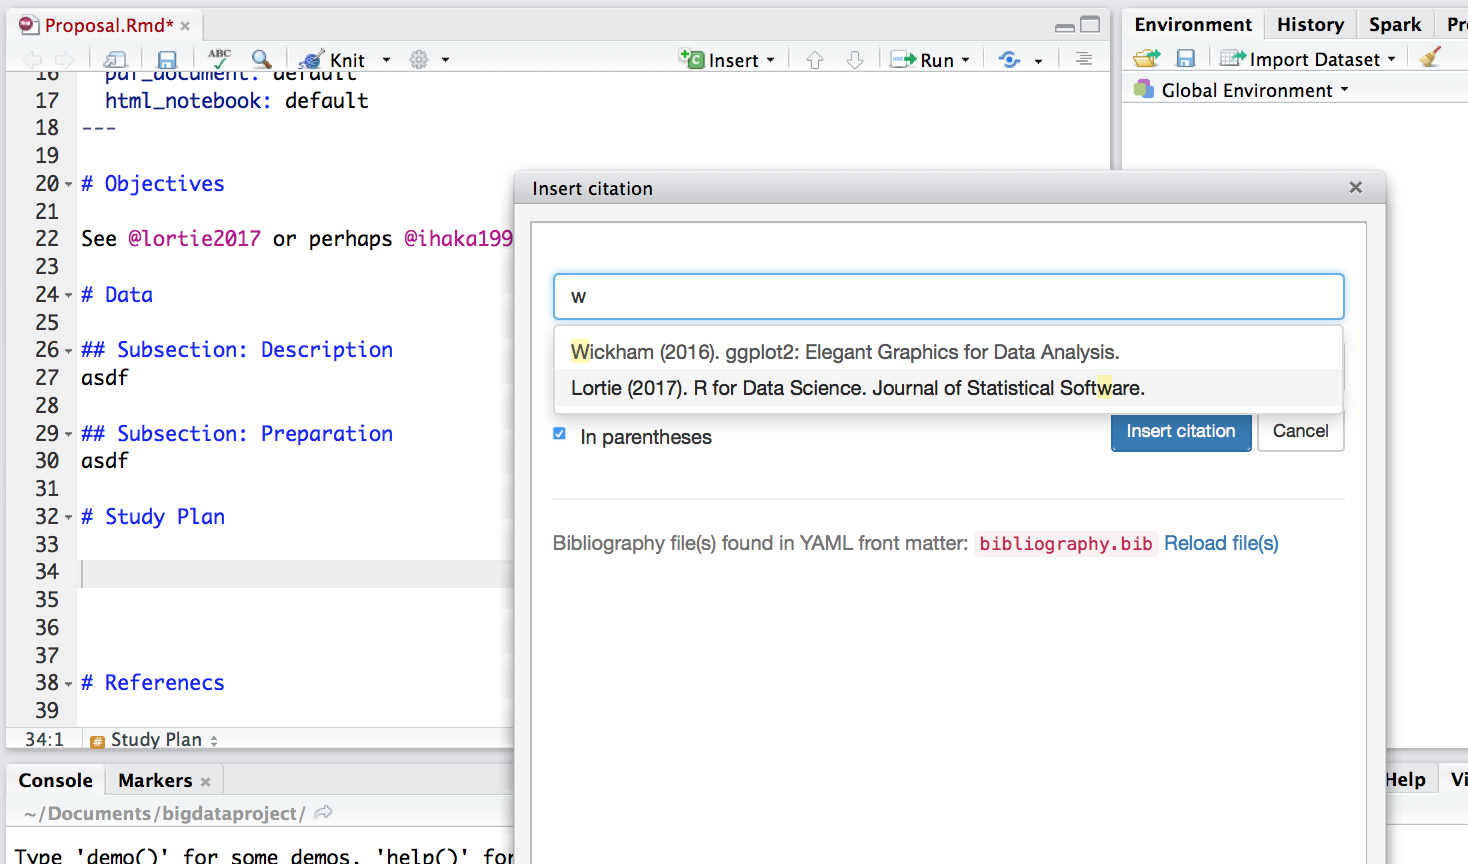 Proposal.Rmd*
ABC
Knit
Insert
Run
16 pdf_document: default
17 html_notebook: default
18 ---
19
20 # Objectives
21
22 See @lortie2017 or perhaps @ihaka199
23
24 # Data
25
26 ## Subsection: Description
27 asdf
28
29 ## Subsection: Preparation
30 asdf
31
32 # Study Plan
33
34
35
36
37
38 # Referenecs
39
34:1 # Study Plan
Console Markers
~/Documents/bigdataproject/
Type 'demo()' for some demos, 'help()' for
Environment History Spark
Import Dataset
Global Environment
Insert citation
w
Wickham (2016). ggplot2: Elegant Graphics for Data Analysis.
Lortie (2017). R for Data Science. Journal of Statistical Software.
In parentheses
Insert citation Cancel
Bibliography file(s) found in YAML front matter: bibliography.bib Reload file(s)
Help